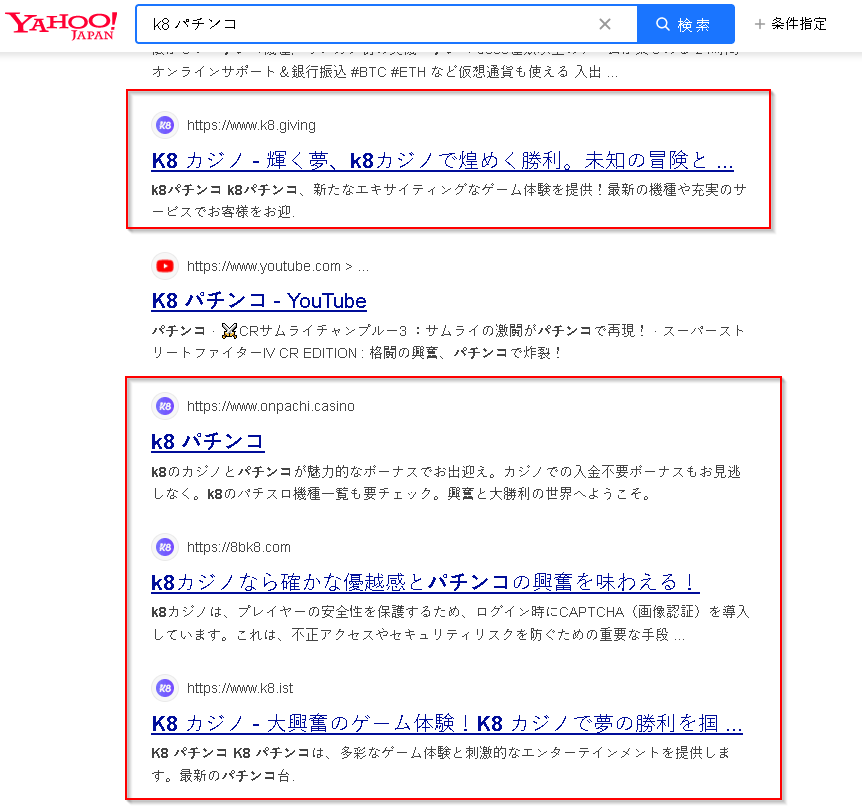 YAHOO! JAPAN
k8 パチンコ
検索
条件指定
オンラインサポート＆銀行振込 #BTC #ETH など仮想通貨も使える 入出 ...
K8
https://www.k8.giving
K8 カジノ - 輝く夢、k8カジノで煌めく勝利。未知の冒険と ...
k8パチンコ k8パチンコ、新たなエキサイティングなゲーム体験を提供！最新の機種や充実のサ
ービスでお客様をお迎.
https://www.youtube.com > ...
K8 パチンコ - YouTube
パチンコ · ⚔CRサムライチャンプルー3 ：サムライの激闘がパチンコで再現！ · スーパースト
リートファイターIV CR EDITION : 格闘の興奮、パチンコで炸裂！
K8
https://www.onpachi.casino
k8 パチンコ
k8のカジノとパチンコが魅力的なボーナスでお出迎え。カジノでの入金不要ボーナスもお見逃
しなく。k8のパチスロ機種一覧も要チェック。興奮と大勝利の世界へようこそ。
K8
https://8bk8.com
k8カジノなら確かな優越感とパチンコの興奮を味わえる！
k8カジノは、プレイヤーの安全性を保護するため、ログイン時にCAPTCHA（画像認証）を導入
しています。これは、不正アクセスやセキュリティリスクを防ぐための重要な手段 ...
K8
https://www.k8.ist
K8 カジノ - 大興奮のゲーム体験！K8 カジノで夢の勝利を掴 ...
K8 パチンコ K8 パチンコは、多彩なゲーム体験と刺激的なエンターテインメントを提供しま
す。最新のパチンコ台.